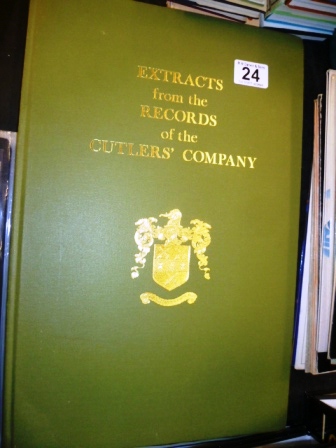 EXTRACTS
from the
RECORDS
of the
CUTLERS' COMPANY
24